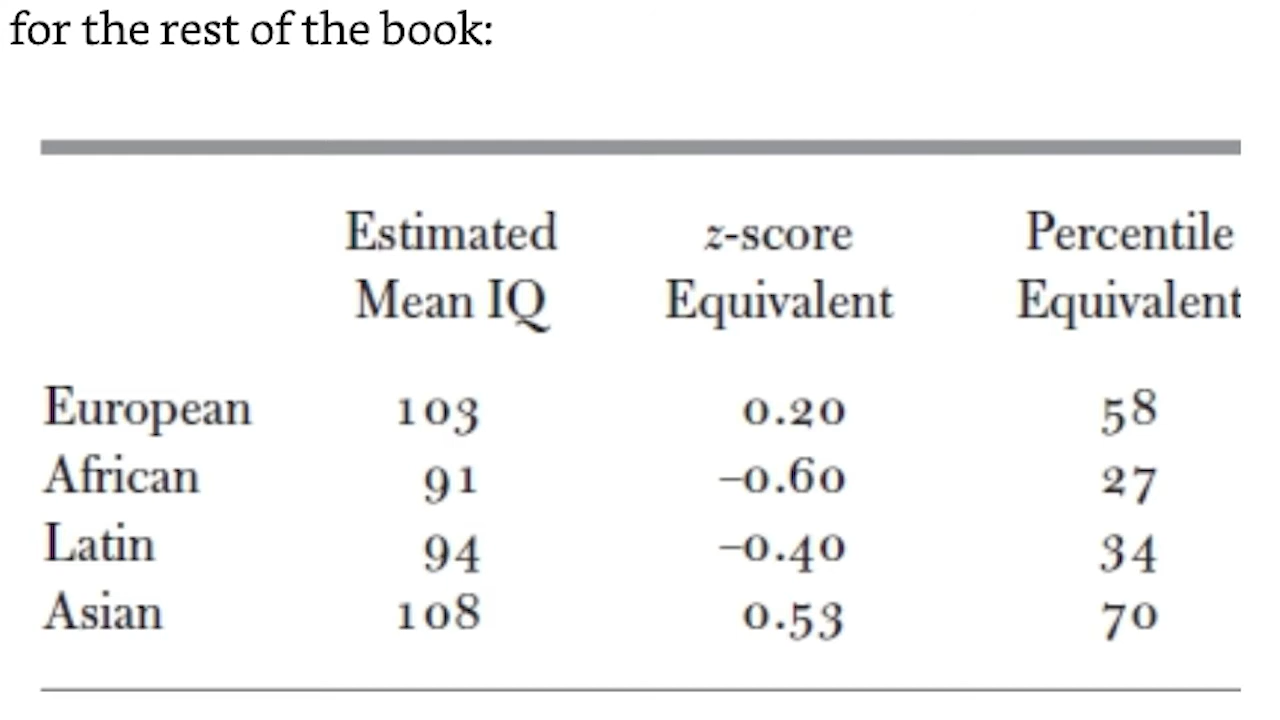 for the rest of the book:
Estimated z-score Percentile
Mean IQ Equivalent Equivalent
European 103 0.20 58
African 91 –0.60 27
Latin 94 –0.40 34
Asian 108 0.53 70